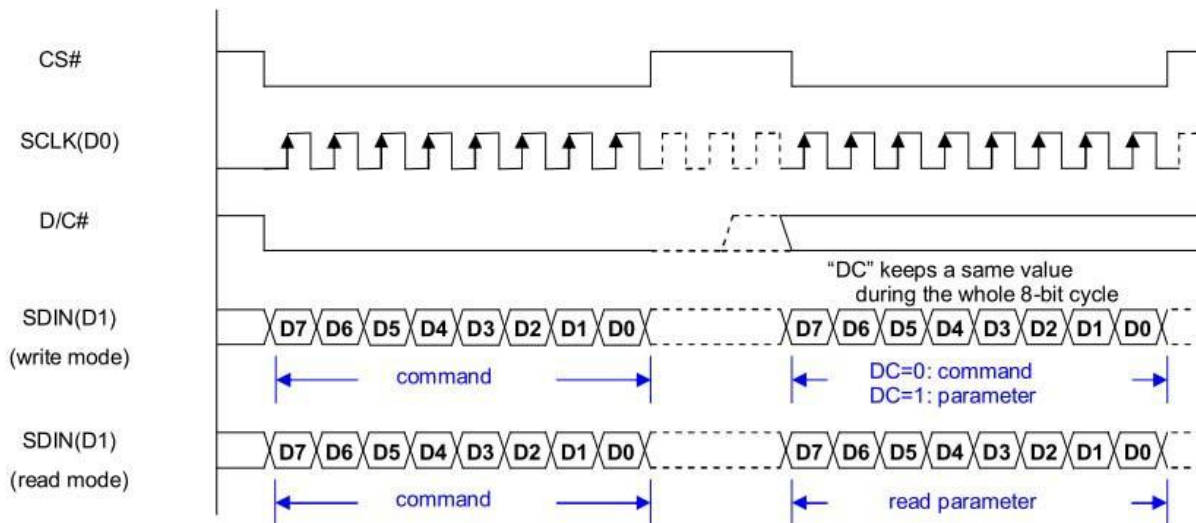 CS#
SCLK(D0)
D/C#
“DC” keeps a same value
during the whole 8-bit cycle
SDIN(D1)
(write mode)
D7 D6 D5 D4 D3 D2 D1 D0 D7 D6 D5 D4 D3 D2 D1 D0
command
DC=0: command
DC=1: parameter
SDIN(D1)
(read mode)
D7 D6 D5 D4 D3 D2 D1 D0 D7 D6 D5 D4 D3 D2 D1 D0
command read parameter